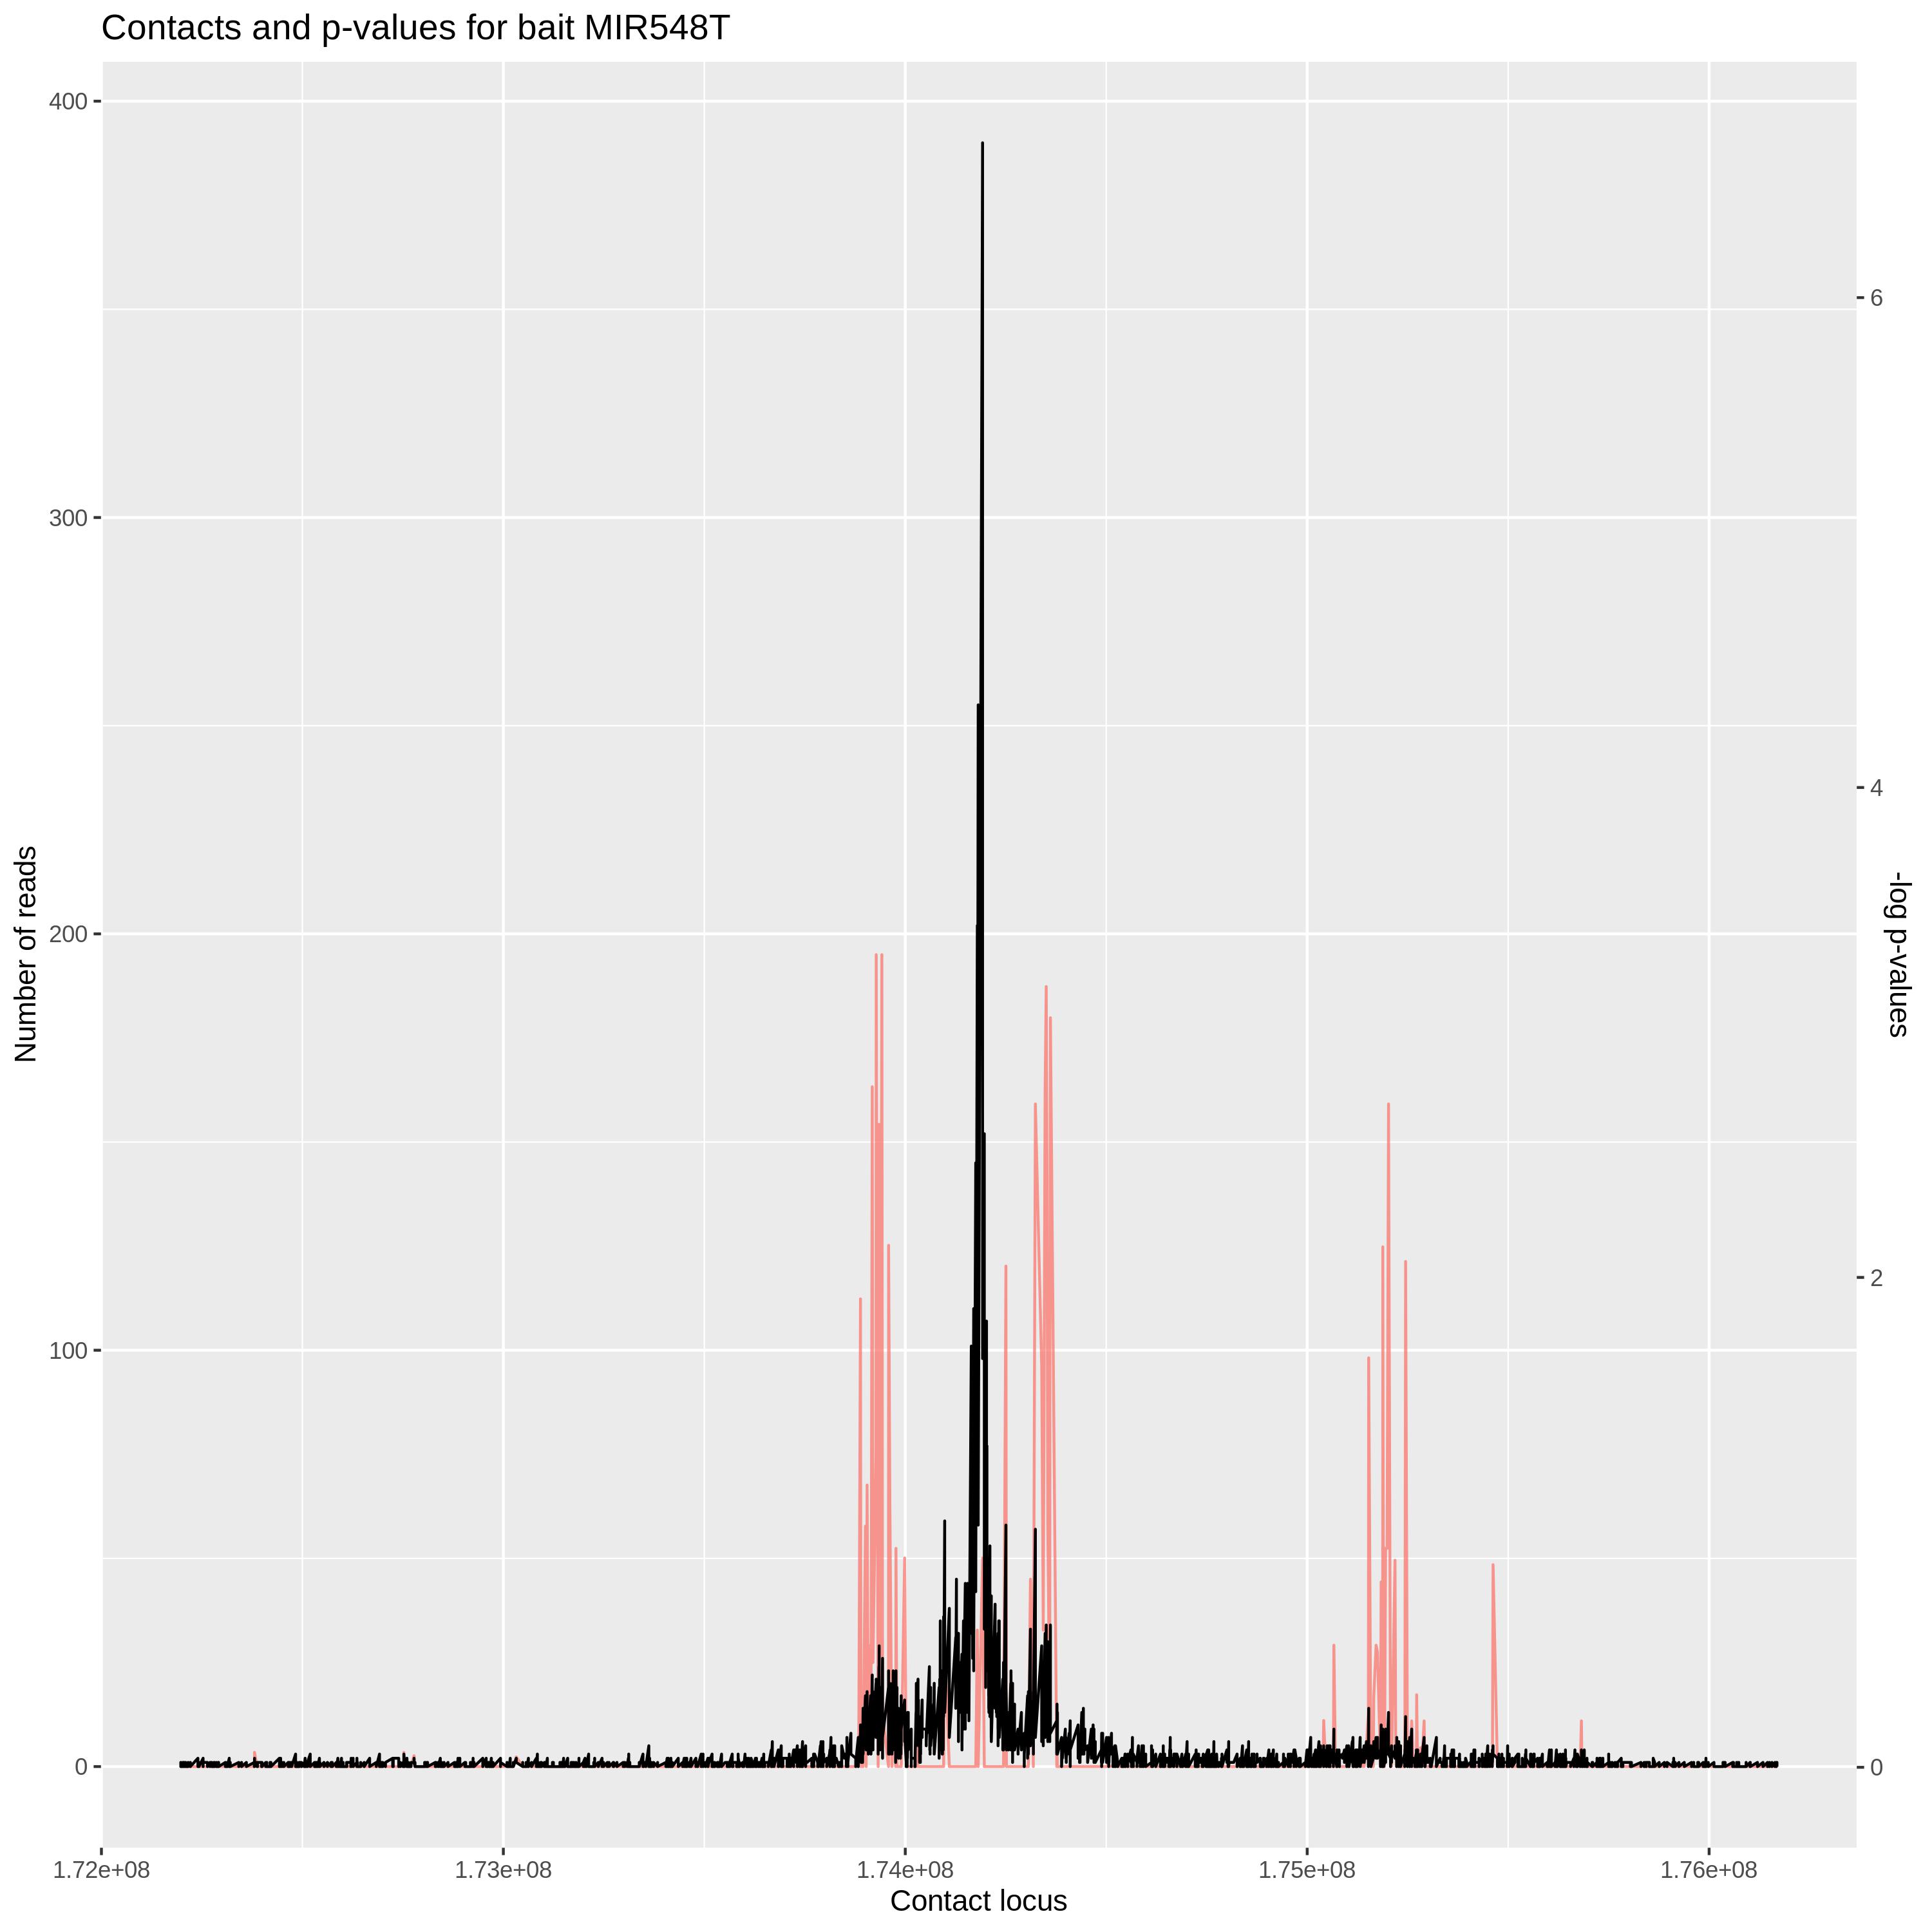 Contacts and p-values for bait MIR548T
400
300
200
100
0
Number of reads
6
4
2
0
-log p-values
1.72e+08
1.73e+08
1.74e+08
1.75e+08
1.76e+08
Contact locus